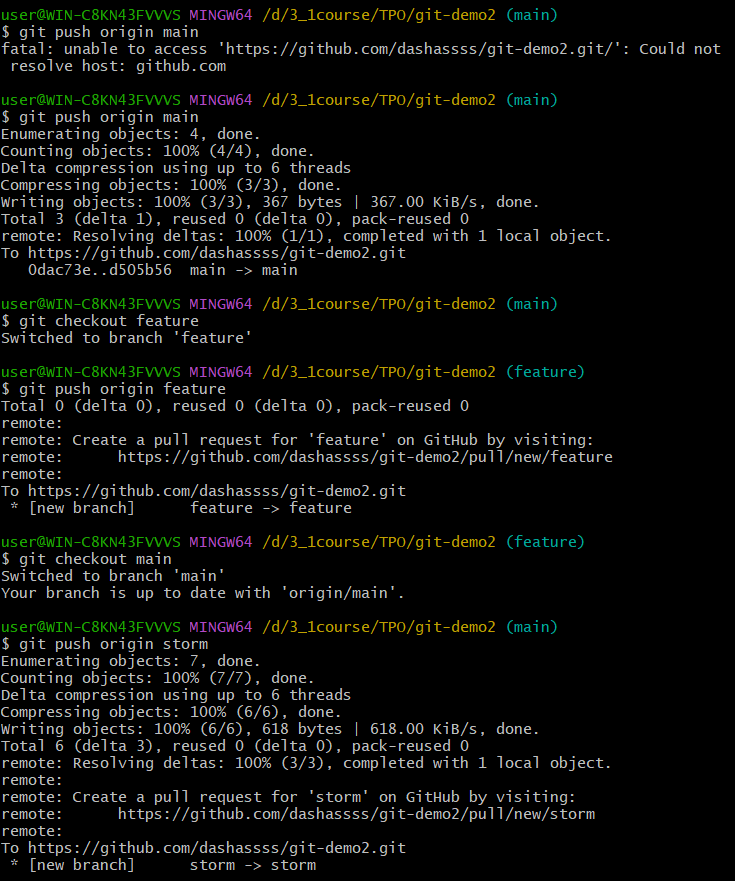 user@WIN-C8KN43FVVVS MINGW64 /d/3_1course/TPO/git-demo2 (main)
$ git push origin main
fatal: unable to access 'https://github.com/dashassss/git-demo2.git/': Could not
 resolve host: github.com

user@WIN-C8KN43FVVVS MINGW64 /d/3_1course/TPO/git-demo2 (main)
$ git push origin main
Enumerating objects: 4, done.
Counting objects: 100% (4/4), done.
Delta compression using up to 6 threads
Compressing objects: 100% (3/3), done.
Writing objects: 100% (3/3), 367 bytes | 367.00 KiB/s, done.
Total 3 (delta 1), reused 0 (delta 0), pack-reused 0
remote: Resolving deltas: 100% (1/1), completed with 1 local object.
To https://github.com/dashassss/git-demo2.git
   0dac73e..d505b56  main -> main

user@WIN-C8KN43FVVVS MINGW64 /d/3_1course/TPO/git-demo2 (main)
$ git checkout feature
Switched to branch 'feature'

user@WIN-C8KN43FVVVS MINGW64 /d/3_1course/TPO/git-demo2 (feature)
$ git push origin feature
Total 0 (delta 0), reused 0 (delta 0), pack-reused 0
remote:
remote: Create a pull request for 'feature' on GitHub by visiting:
remote:      https://github.com/dashassss/git-demo2/pull/new/feature
remote:
To https://github.com/dashassss/git-demo2.git
 * [new branch]      feature -> feature

user@WIN-C8KN43FVVVS MINGW64 /d/3_1course/TPO/git-demo2 (feature)
$ git checkout main
Switched to branch 'main'
Your branch is up to date with 'origin/main'.

user@WIN-C8KN43FVVVS MINGW64 /d/3_1course/TPO/git-demo2 (main)
$ git push origin storm
Enumerating objects: 7, done.
Counting objects: 100% (7/7), done.
Delta compression using up to 6 threads
Compressing objects: 100% (6/6), done.
Writing objects: 100% (6/6), 618 bytes | 618.00 KiB/s, done.
Total 6 (delta 3), reused 0 (delta 0), pack-reused 0
remote: Resolving deltas: 100% (3/3), completed with 1 local object.
remote:
remote: Create a pull request for 'storm' on GitHub by visiting:
remote:      https://github.com/dashassss/git-demo2/pull/new/storm
remote:
To https://github.com/dashassss/git-demo2.git
 * [new branch]      storm -> storm